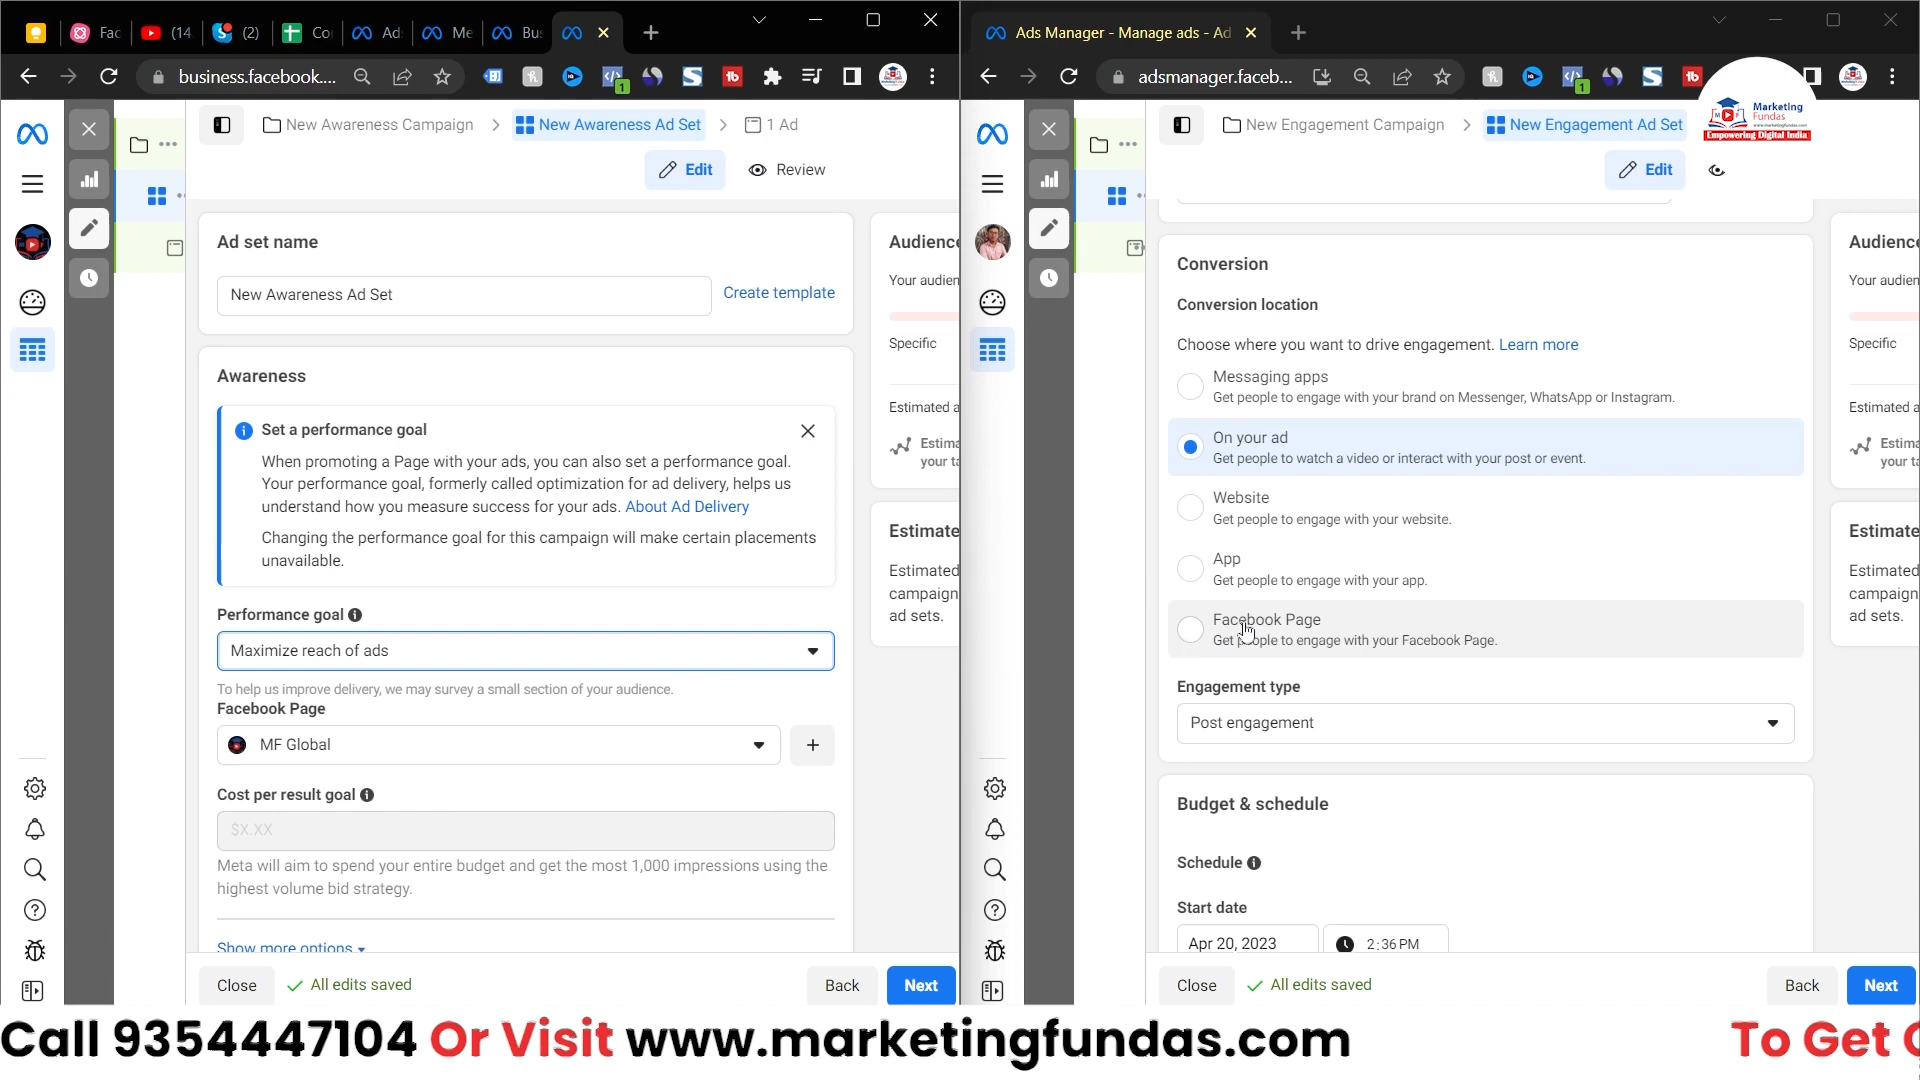 Fac
(14
(2)
Co
Ad
Me
Bus
business.facebook....
1
New Awareness Campaign
New Awareness Ad Set
1 Ad
Edit
Review
Ad set name
New Awareness Ad Set
Create template
Awareness
Set a performance goal
When promoting a Page with your ads, you can also set a performance goal.
Your performance goal, formerly called optimization for ad delivery, helps us
understand how you measure success for your ads. About Ad Delivery
Changing the performance goal for this campaign will make certain placements
unavailable.
Performance goal
Maximize reach of ads
To help us improve delivery, we may survey a small section of your audience.
Facebook Page
MF Global
Cost per result goal
$X.XX
Meta will aim to spend your entire budget and get the most 1,000 impressions using the
highest volume bid strategy.
Show more options
Audience
Your audien
Specific
Estimated a
Estima
your ta
Estimate
Estimated
campaign
ad sets.
Close
All edits saved
Back
Next
Ads Manager - Manage ads - Ad
adsmanager.faceb...
1
Marketing
Fundas
Empowering Digital India
New Engagement Campaign
New Engagement Ad Set
Edit
Conversion
Conversion location
Choose where you want to drive engagement. Learn more
Messaging apps
Get people to engage with your brand on Messenger, WhatsApp or Instagram.
On your ad
Get people to watch a video or interact with your post or event.
Website
Get people to engage with your website.
App
Get people to engage with your app.
Facebook Page
Get people to engage with your Facebook Page.
Engagement type
Post engagement
Budget & schedule
Schedule
Start date
Apr 20, 2023
2:36 PM
Audience
Your audien
Specific
Estimated a
Estima
your ta
Estimate
Estimated
campaign
ad sets.
Close
All edits saved
Back
Next
Call 9354447104 Or Visit www.marketingfundas.com
To Get